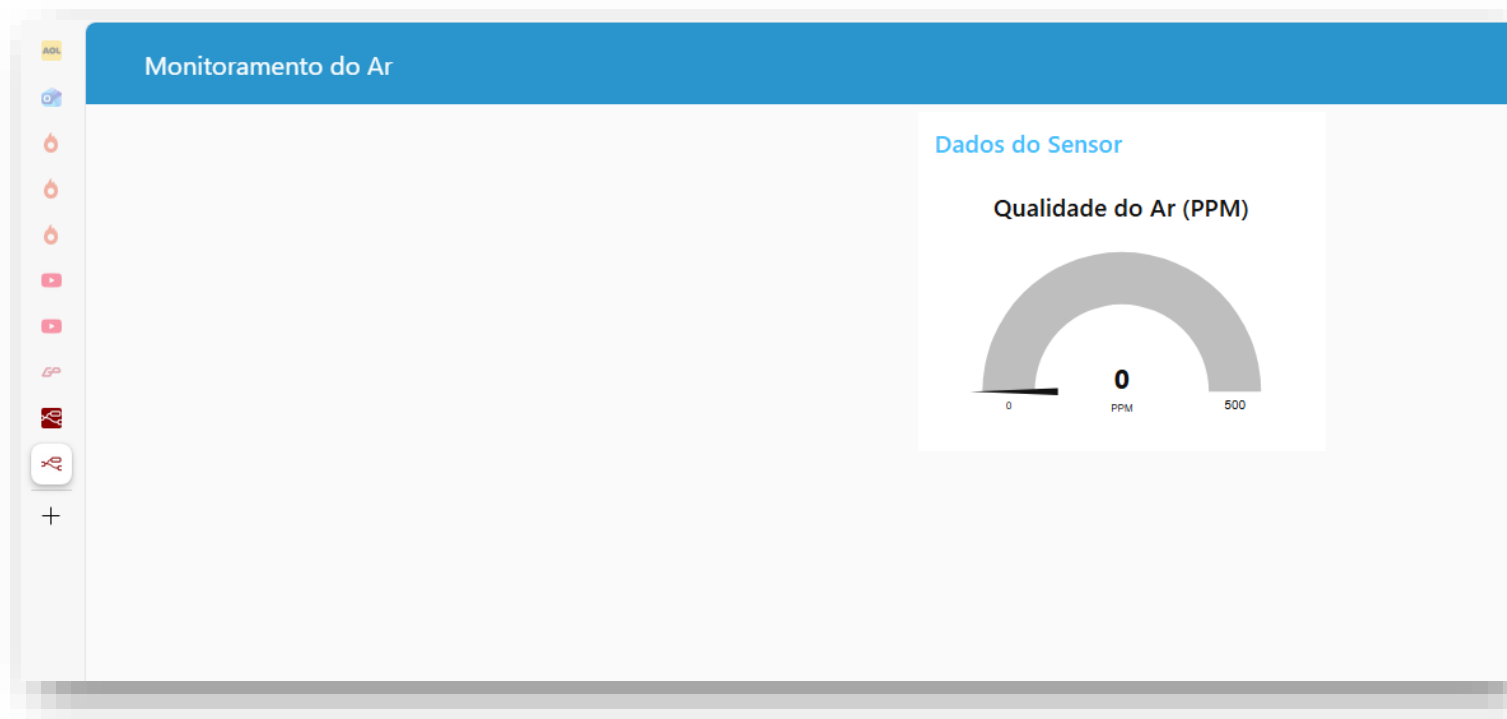 AOL
Monitoramento do Ar
Dados do Sensor
Qualidade do Ar (PPM)
0
0
PPM
500